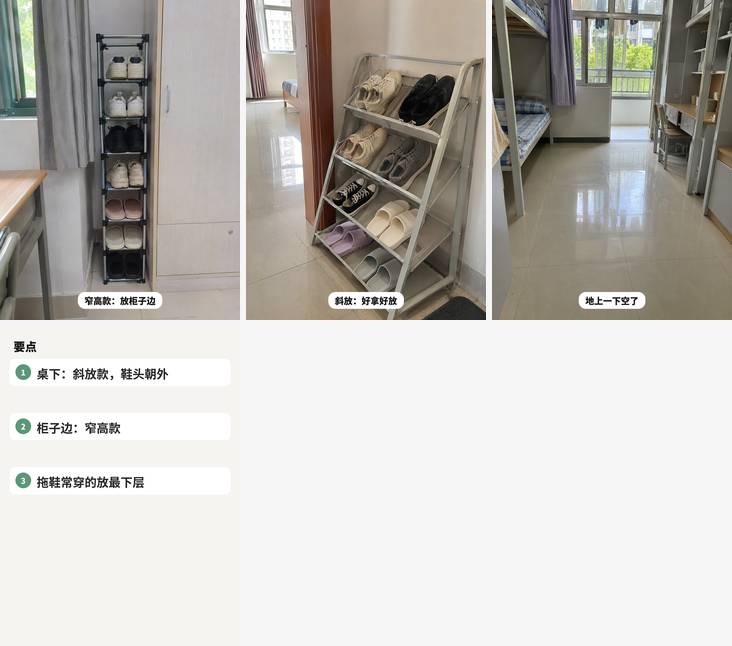 窄高款：放柜子边
斜放：好拿好放
地上一下空了
要点
1 桌下：斜放款，鞋头朝外
2 柜子边：窄高款
3 拖鞋常穿的放最下层